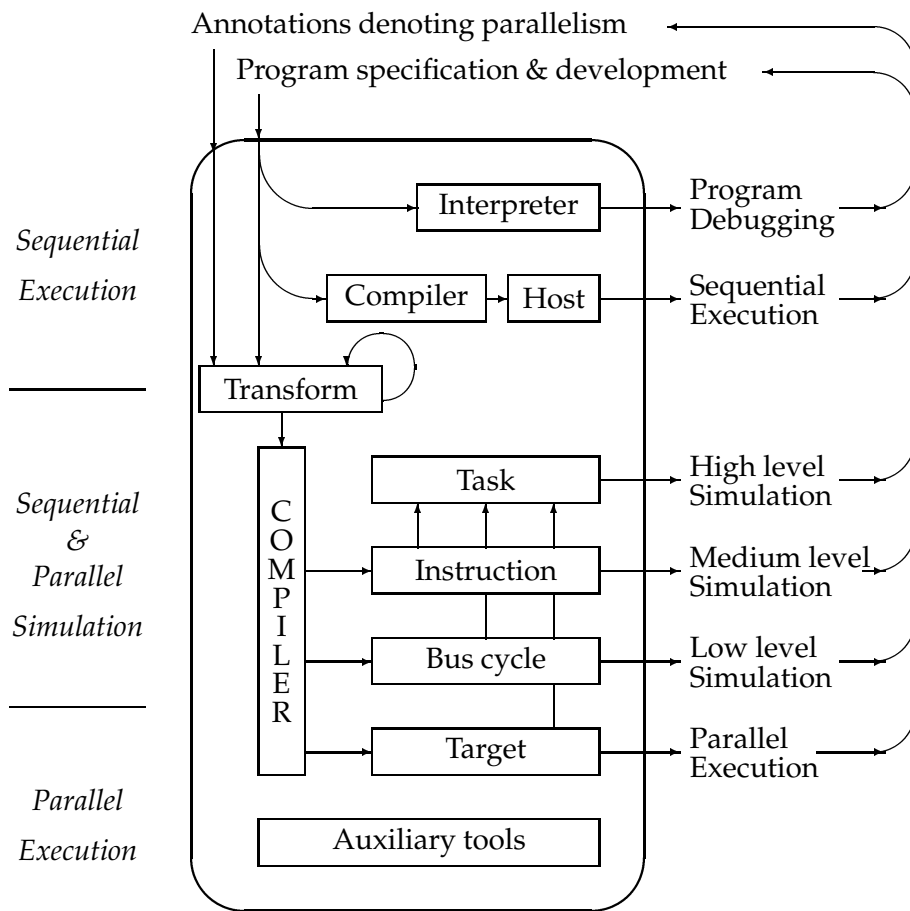 Annotations denoting parallelism
Program specification & development
Interpreter
Program
Debugging
Sequential
Execution
Compiler
Host
Sequential
Execution
Transform
COMPILER
Task
High level
Simulation
Sequential
&
Parallel
Simulation
Instruction
Medium level
Simulation
Bus cycle
Low level
Simulation
Target
Parallel
Execution
Parallel
Execution
Auxiliary tools